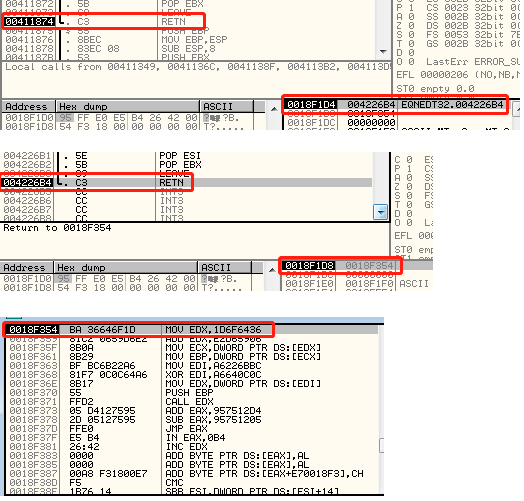 00411872 . 5B POP EBX
00411873 . C9 LEAVE
00411874 . C3 RETN
00411875 $ 55 PUSH EBP
00411876 . 8BEC MOV EBP,ESP
00411878 . 83EC 08 SUB ESP,8
0041187B . 53 PUSH EBX
Local calls from 00411349, 0041136C, 0041138F, 004113B2,
P 1 CS 0023 32bit
A 0 SS 002B 32bit
Z 0 DS 002B 32bit
S 0 FS 0053 32bit
T 0 GS 002B 32bit
D 0
O 0 LastErr ERROR_SU
EFL 00000206 (NO,NB,N
ST0 empty 0.0
Address Hex dump ASCII
0018F1D0 95 FF E0 E5 B4 26 42 00
0018F1D8 54 F3 18 00 00 00 00 00
0018F1D4 004226B4 EQNEDT32.004226B4
0018F1D8 0018F354
0018F1DC 00000000
004226B1 . 5E POP ESI
004226B2 . 5B POP EBX
004226B3 . C9 LEAVE
004226B4 . C3 RETN
004226B5 CC INT3
004226B6 CC INT3
004226B7 CC INT3
004226B8 CC INT3
Return to 0018F354
C 0
P 0 CS
A 0 SS
Z 0 DS
S 0 FS
T 0 GS
D 0
O 0
EFL
ST0 emp
Address Hex dump ASCII
0018F1D0 95 FF E0 E5 B4 26 42 00
0018F1D8 54 F3 18 00 00 00 00 00
0018F1D8 0018F354
0018F1DC 00000000
0018F1E0 ASCII
0018F354 BA 36646F1D MOV EDX,1D6F6436
0018F359 81C2 0659D6E2 ADD EDX,E2D65906
0018F35F 8B0A MOV ECX,DWORD PTR DS:[EDX]
0018F361 8B29 MOV EBP,DWORD PTR DS:[ECX]
0018F363 BF BC6B22A6 MOV EDI,A6226BBC
0018F368 81F7 0C0C64A6 XOR EDI,A6640C0C
0018F36E 8B17 MOV EDX,DWORD PTR DS:[EDI]
0018F370 55 PUSH EBP
0018F371 FFD2 CALL EDX
0018F373 05 D4127595 ADD EAX,957512D4
0018F378 2D 05127595 SUB EAX,95751205
0018F37D FFE0 JMP EAX
0018F37F E5 B4 IN EAX,0B4
0018F381 26:42 INC EDX
0018F383 0000 ADD BYTE PTR DS:[EAX],AL
0018F385 0000 ADD BYTE PTR DS:[EAX],AL
0018F387 00A8 F31800E7 ADD BYTE PTR DS:[EAX+E70018F3],CH
0018F38D F5 CMC
0018F38E 1B76 14 SBB ESI,DWORD PTR DS:[ESI+14]